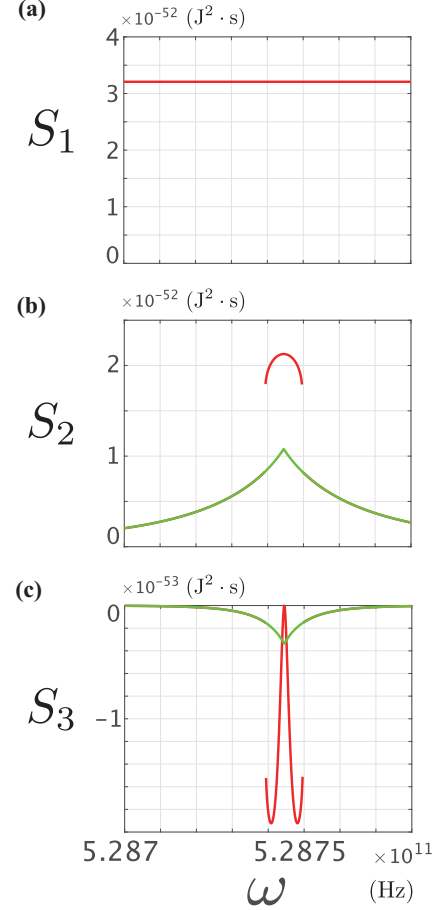 (a)
×10⁻⁵² (J² · s)
4
3
S₁
2
1
0
(b)
×10⁻⁵² (J² · s)
2
S₂
1
0
(c)
×10⁻⁵³ (J² · s)
0
S₃
−1
5.287 5.2875 ×10¹¹
ω (Hz)